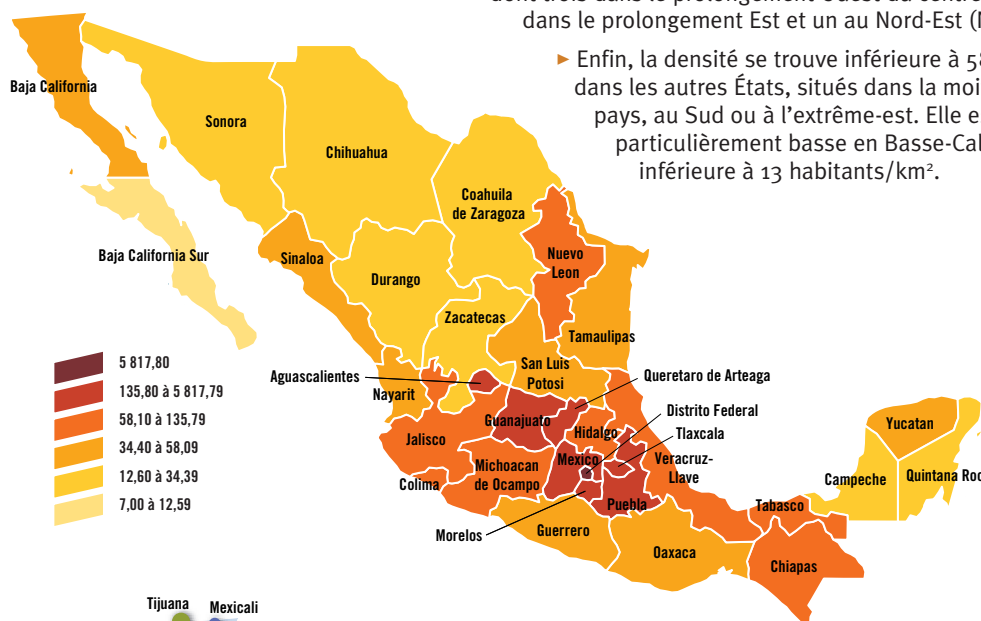 dans le prolongement Est et un au Nord-Est
► Enfin, la densité se trouve inférieure à
dans les autres États, situés dans la
pays, au Sud ou à l'extrême-est. Elle
particulièrement basse en
inférieure à 13 habitants/km².
Baja California
Sonora
Chihuahua
Coahuila
de Zaragoza
Baja California Sur
Sinaloa
Durango
Nuevo
Leon
Zacatecas
Tamaulipas
San Luis
Potosi
Aguascalientes
Nayarit
Queretaro de Arteaga
Distrito Federal
Guanajuato
Hidalgo
Tlaxcala
Jalisco
Mexico
Veracruz-
Llave
Michoacan
de Ocampo
Colima
Puebla
Morelos
Guerrero
Oaxaca
Tabasco
Chiapas
Yucatan
Campeche
Quintana Roo
5 817,80
135,80 à 5 817,79
58,10 à 135,79
34,40 à 58,09
12,60 à 34,39
7,00 à 12,59
Tijuana
Mexicali